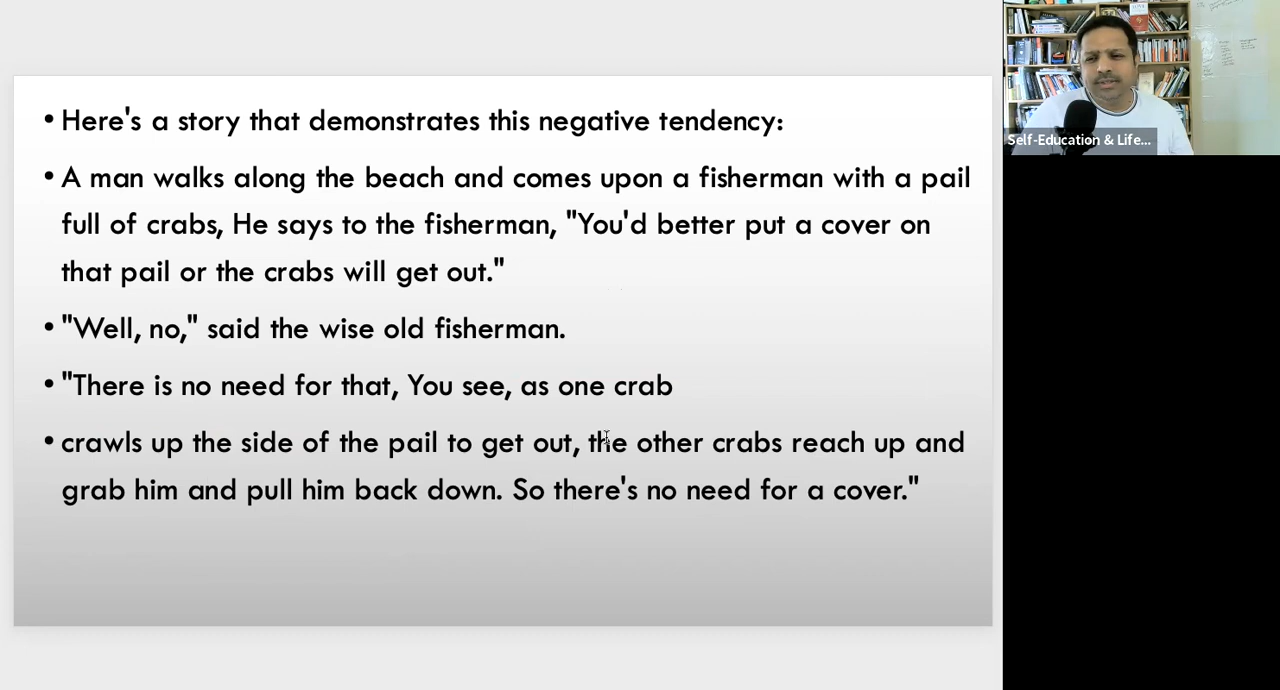 • Here's a story that demonstrates this negative tendency:
• A man walks along the beach and comes upon a fisherman with a pail
full of crabs, He says to the fisherman, "You'd better put a cover on
that pail or the crabs will get out."
• "Well, no," said the wise old fisherman.
• "There is no need for that, You see, as one crab
• crawls up the side of the pail to get out, the other crabs reach up and
grab him and pull him back down. So there's no need for a cover."
Self-Education & Life...